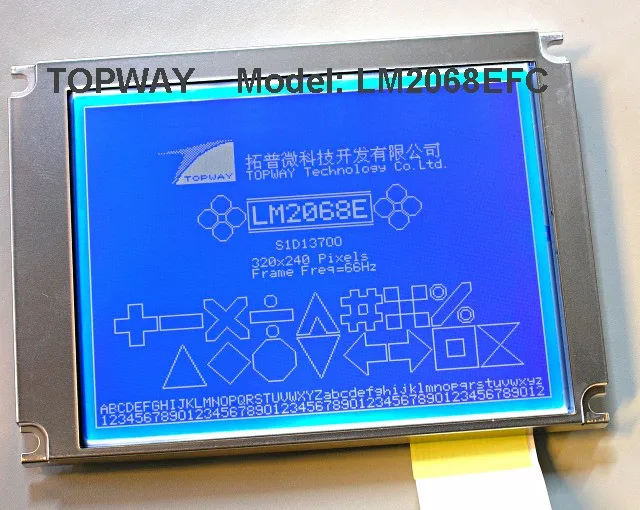 TOPWAY Model: LM2068EFC
拓普微科技开发有限公司
TOPWAY
TOPWAY Technology Co.Ltd.
LM2068E
S1D13700
320x240 Pixels
Frame Freq=66Hz
ABCDEFGHIJKLMNOPQRSTUVWXYZabcdefghijklmnopqrstuvwxyz
1234567890123456789012345678901234567890123456789012